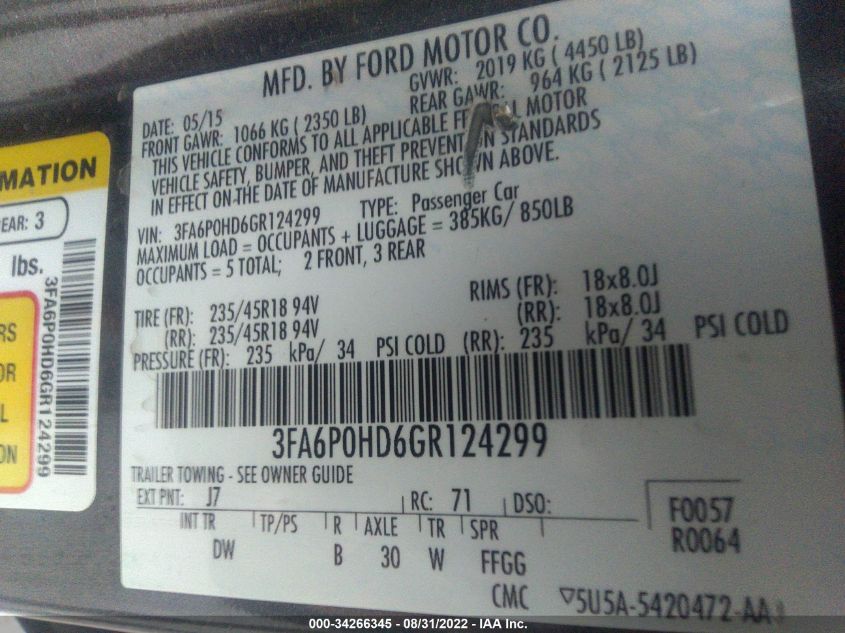 MFD. BY FORD MOTOR CO.
DATE: 05/15 GVWR: 2019 KG ( 4450 LB)
FRONT GAWR: 1066 KG ( 2350 LB) REAR GAWR: 964 KG ( 2125 LB)
THIS VEHICLE CONFORMS TO ALL APPLICABLE MOTOR
VEHICLE SAFETY, BUMPER, AND THEFT STANDARDS
IN EFFECT ON THE DATE OF MANUFACTURE ABOVE.
VIN: 3FA6P0HD6GR124299 TYPE: Passenger Car
MAXIMUM LOAD = OCCUPANTS + LUGGAGE = 385KG/ 850LB
OCCUPANTS = 5 TOTAL; 2 FRONT, 3 REAR
TIRE (FR): 235/45R18 94V RIMS (FR): 18x8.0J
(RR): 235/45R18 94V (RR): 18x8.0J
PRESSURE (FR): 235 kPa/ 34 PSI COLD (RR): 235 kPa/ 34 PSI COLD
3FA6P0HD6GR124299
TRAILER TOWING - SEE OWNER GUIDE
EXT PNT: J7 RC: 71 DSO:
INT TR TP/PS R AXLE TR SPR
DW B 30 W FFGG
CMC
F0057
R0064
5U5A-5420472-AA
MATION
EAR: 3
lbs.
3FA6P0HD6GR124299
RS
OR
L
ON
000-34266345 - 08/31/2022 - IAA Inc.